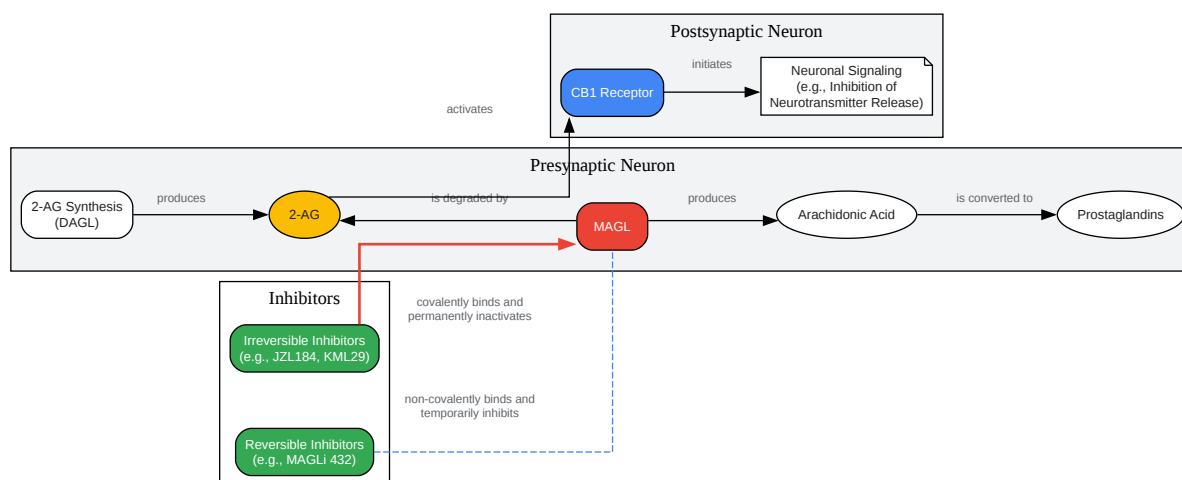 Postsynaptic Neuron
CB1 Receptor
initiates
Neuronal Signaling
(e.g., Inhibition of
Neurotransmitter Release)
activates
Presynaptic Neuron
2-AG Synthesis
(DAGL)
produces
2-AG
is degraded by
MAGL
produces
Arachidonic Acid
is converted to
Prostaglandins
Inhibitors
Irreversible Inhibitors
(e.g., JZL184, KML29)
covalently binds and
permanently inactivates
Reversible Inhibitors
(e.g., MAGLi 432)
non-covalently binds and
temporarily inhibits